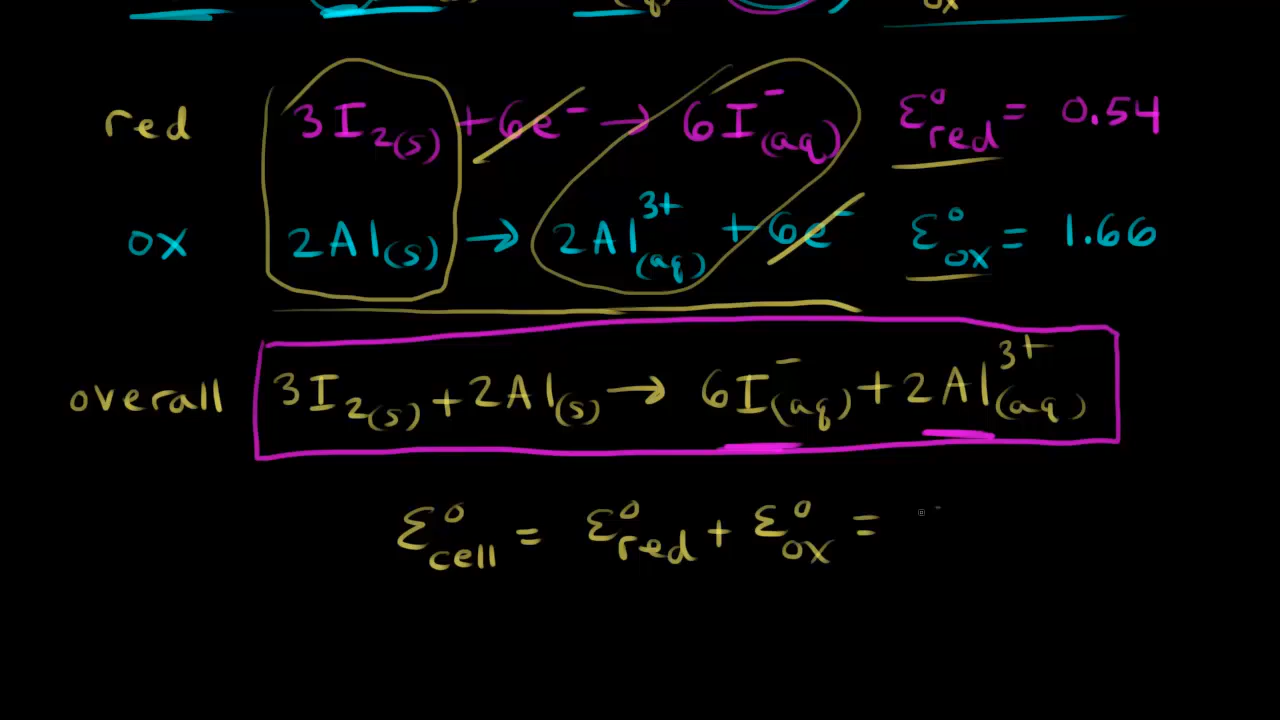 (q) ox
red 3I₂(s) + 6e⁻ → 6I⁻(aq) ε°red = 0.54
ox 2Al(s) → 2Al³⁺(aq) + 6e⁻ ε°ox = 1.66
overall 3I₂(s) + 2Al(s) → 6I⁻(aq) + 2Al³⁺(aq)
ε°cell = ε°red + ε°ox =